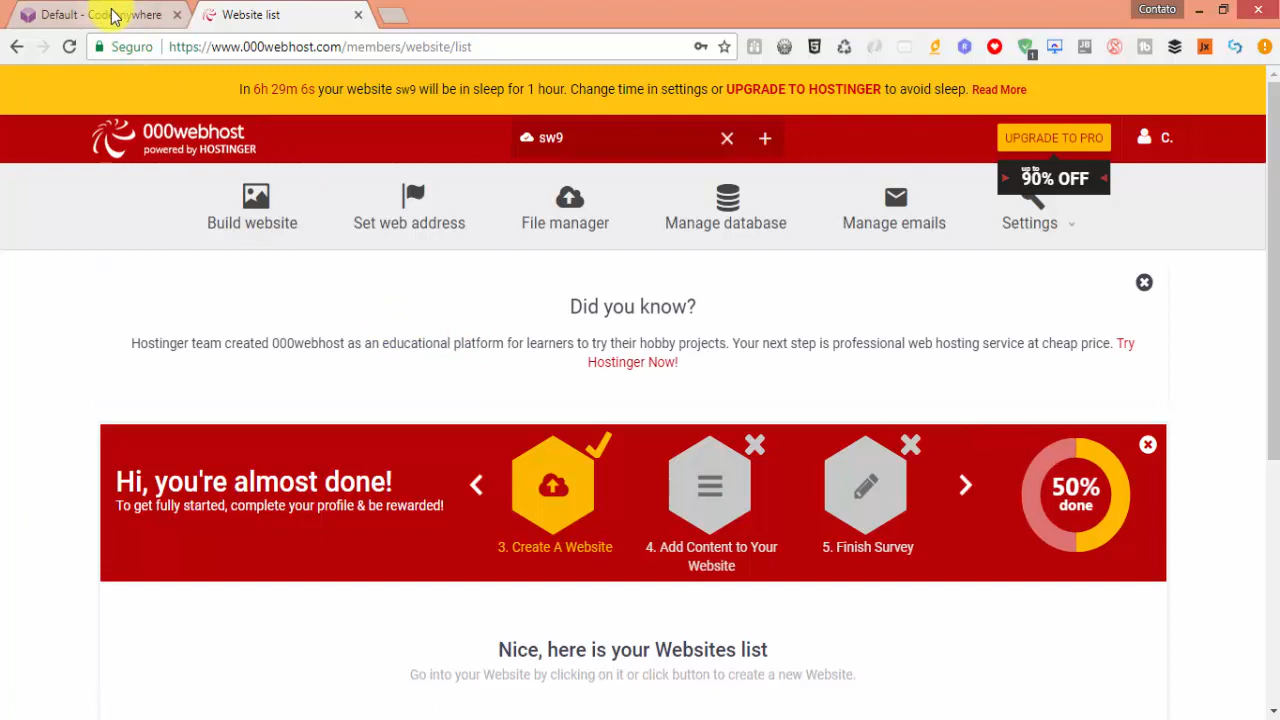 Default - Codeanywhere
Website list
Contato
Seguro
https://www.000webhost.com/members/website/list
1
In 6h 29m 6s your website sw9 will be in sleep for 1 hour. Change time in settings or UPGRADE TO HOSTINGER to avoid sleep. Read More
000webhost
powered by HOSTINGER
sw9
UPGRADE TO PRO
C.
up to
90% OFF
Build website
Set web address
File manager
Manage database
Manage emails
Settings
Did you know?
Hostinger team created 000webhost as an educational platform for learners to try their hobby projects. Your next step is professional web hosting service at cheap price. Try
Hostinger Now!
Hi, you're almost done!
To get fully started, complete your profile & be rewarded!
3. Create A Website
4. Add Content to Your
Website
5. Finish Survey
50%
done
Nice, here is your Websites list
Go into your Website by clicking on it or click button to create a new Website.